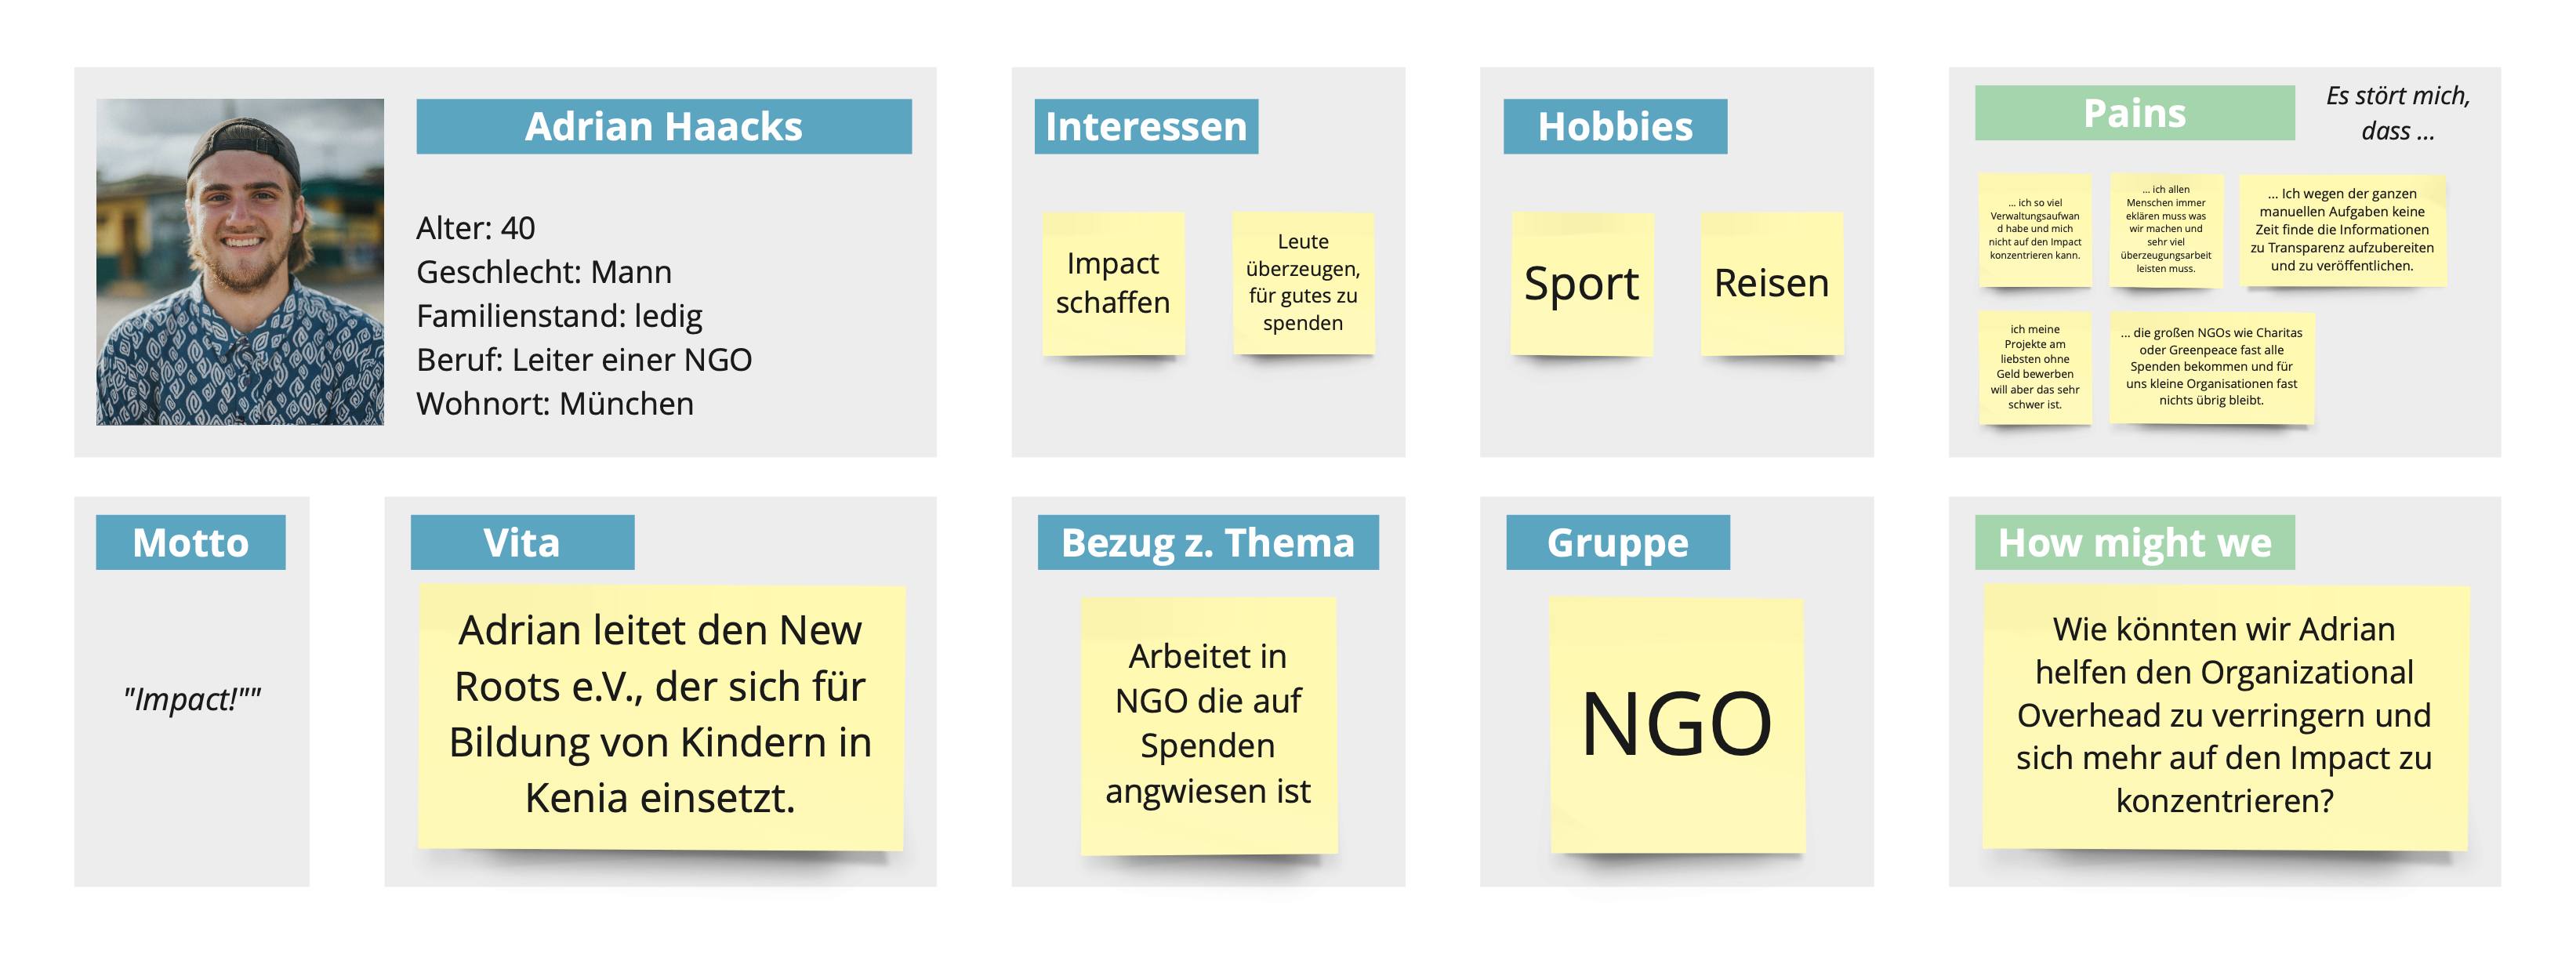 Adrian Haacks
Alter: 40
Geschlecht: Mann
Familienstand: ledig
Beruf: Leiter einer NGO
Wohnort: München
Interessen
Impact
schaffen
Leute
überzeugen,
für gutes zu
spenden
Hobbies
Sport
Reisen
Pains
Es stört mich,
dass ...
... ich so viel
Verwaltungsaufwan
d habe und mich
nicht auf den Impact
konzentrieren kann.
... ich allen
Menschen immer
eklären muss was
wir machen und
sehr viel
überzeugungsarbeit
leisten muss.
... Ich wegen der ganzen
manuellen Aufgaben keine
Zeit finde die Informationen
zu Transparenz aufzubereiten
und zu veröffentlichen.
ich meine
Projekte am
liebsten ohne
Geld bewerben
will aber das sehr
schwer ist.
... die großen NGOs wie Charitas
oder Greenpeace fast alle
Spenden bekommen und für
uns kleine Organisationen fast
nichts übrig bleibt.
Motto
"Impact!""
Vita
Adrian leitet den New
Roots e.V., der sich für
Bildung von Kindern in
Kenia einsetzt.
Bezug z. Thema
Arbeitet in
NGO die auf
Spenden
angwiesen ist
Gruppe
NGO
How might we
Wie könnten wir Adrian
helfen den Organizational
Overhead zu verringern und
sich mehr auf den Impact zu
konzentrieren?